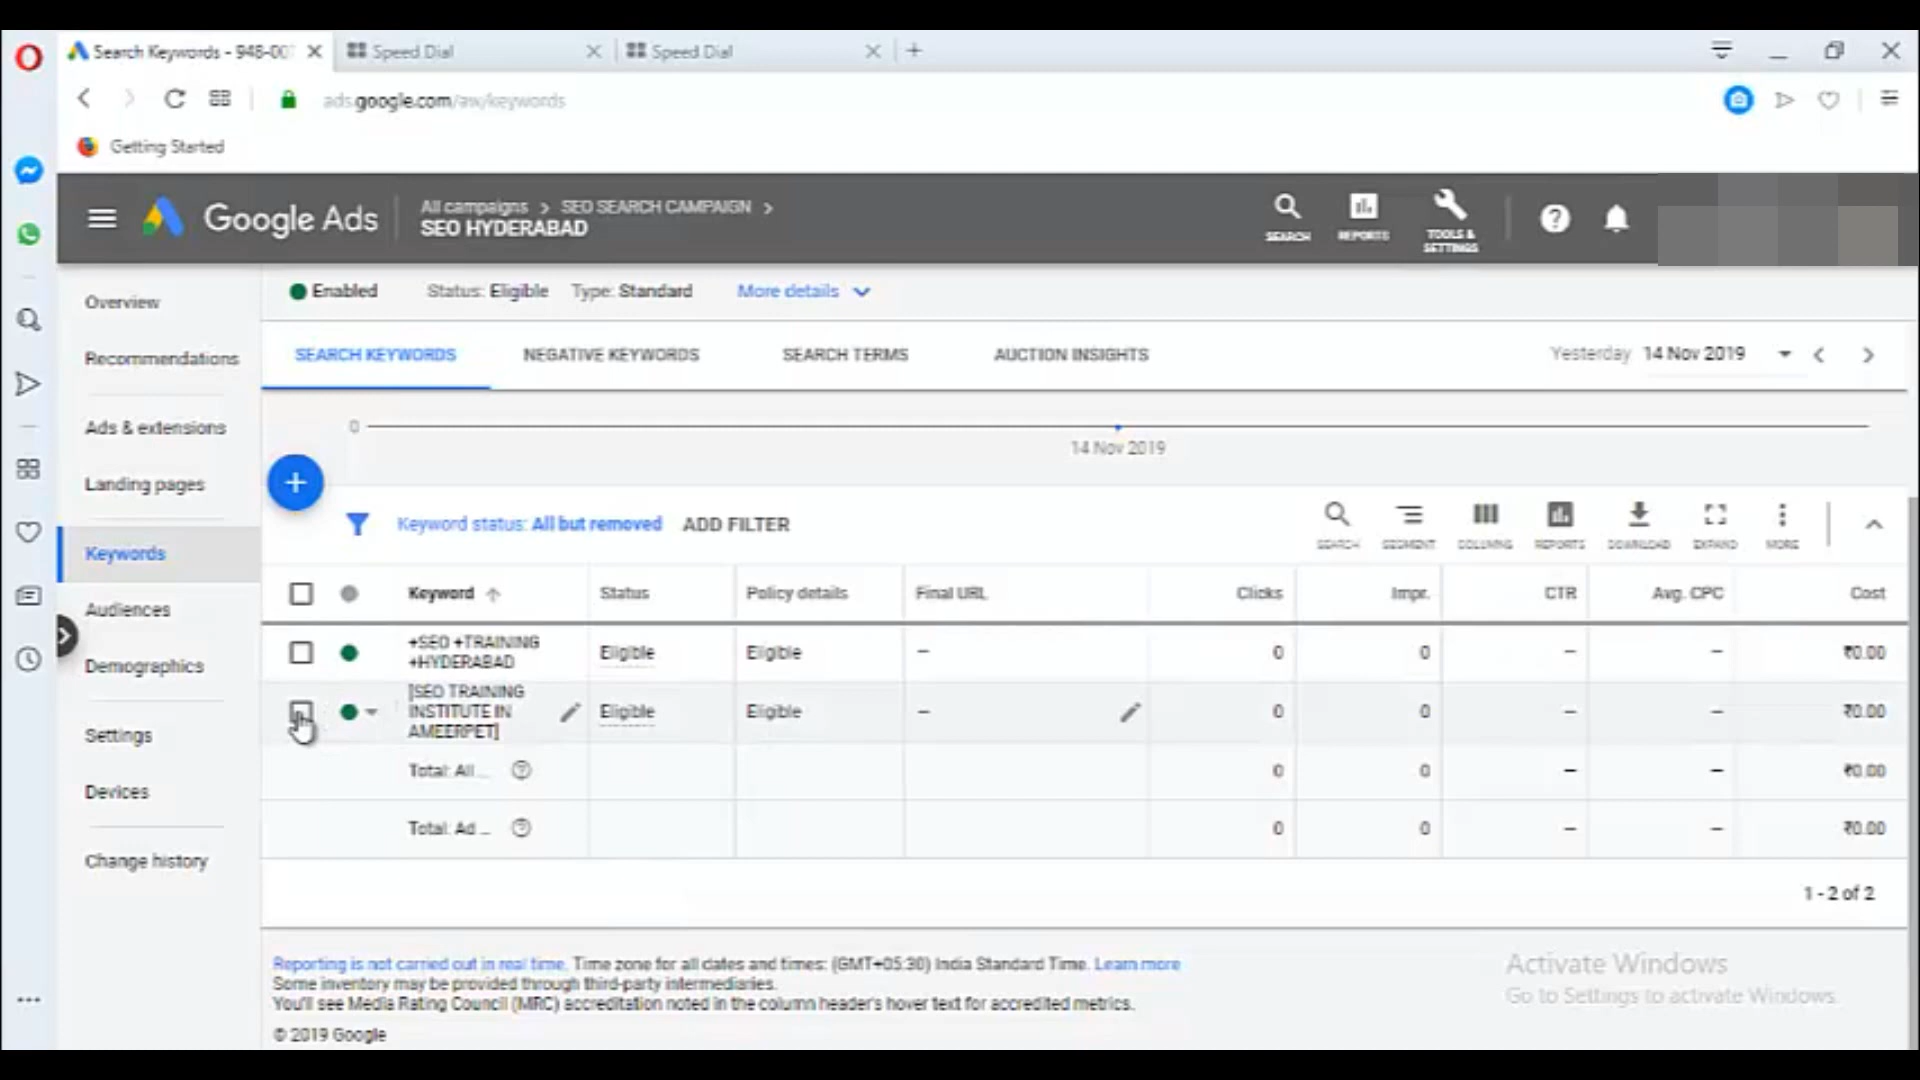 Search Keywords - 948-00
Speed Dial
Speed Dial
ads.google.com/aw/keywords
Getting Started
Google Ads
All campaigns > SEO SEARCH CAMPAIGN >
SEO HYDERABAD
SEARCH
REPORTS
TOOLS &
SETTINGS
Overview
Recommendations
Ads & extensions
Landing pages
Keywords
Audiences
Demographics
Settings
Devices
Change history
Enabled Status: Eligible Type: Standard More details
SEARCH KEYWORDS NEGATIVE KEYWORDS SEARCH TERMS AUCTION INSIGHTS Yesterday 14 Nov 2019
0
14 Nov 2019
Keyword status: All but removed ADD FILTER
SEARCH SEGMENT COLUMNS REPORTS DOWNLOAD EXPAND MORE
Keyword Status Policy details Final URL Clicks Impr. CTR Avg. CPC Cost
+SEO +TRAINING
+HYDERABAD
Eligible Eligible – 0 0 – – ₹0.00
[SEO TRAINING
INSTITUTE IN
AMEERPET]
Eligible Eligible – 0 0 – – ₹0.00
Total: All ... 0 0 – – ₹0.00
Total: Ad ... 0 0 – – ₹0.00
1 - 2 of 2
Reporting is not carried out in real time. Time zone for all dates and times: (GMT+05:30) India Standard Time. Learn more
Some inventory may be provided through third-party intermediaries.
You'll see Media Rating Council (MRC) accreditation noted in the column header's hover text for accredited metrics.
© 2019 Google
Activate Windows
Go to Settings to activate Windows.